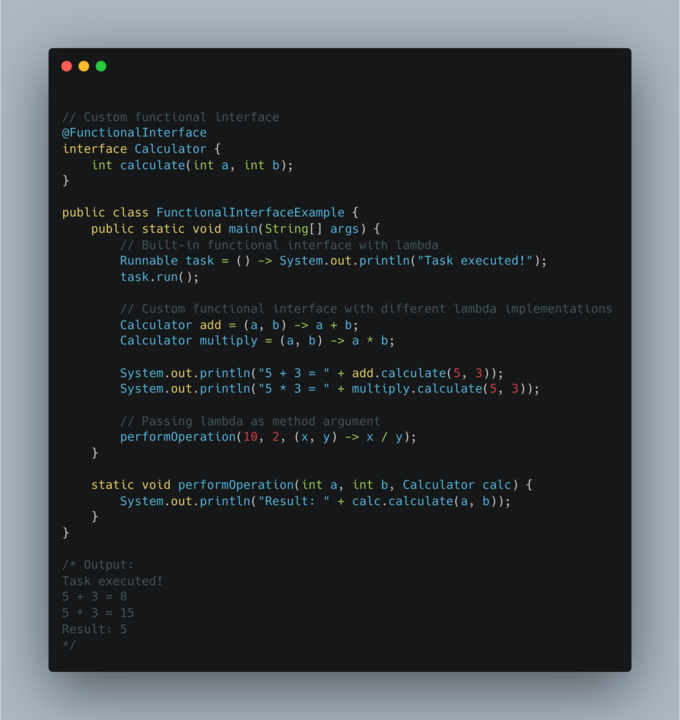 // Custom functional interface
@FunctionalInterface
interface Calculator {
    int calculate(int a, int b);
}

public class FunctionalInterfaceExample {
    public static void main(String[] args) {
        // Built-in functional interface with lambda
        Runnable task = () -> System.out.println("Task executed!");
        task.run();

        // Custom functional interface with different lambda implementations
        Calculator add = (a, b) -> a + b;
        Calculator multiply = (a, b) -> a * b;

        System.out.println("5 + 3 = " + add.calculate(5, 3));
        System.out.println("5 * 3 = " + multiply.calculate(5, 3));

        // Passing lambda as method argument
        performOperation(10, 2, (x, y) -> x / y);
    }

    static void performOperation(int a, int b, Calculator calc) {
        System.out.println("Result: " + calc.calculate(a, b));
    }
}

/* Output:
Task executed!
5 + 3 = 8
5 * 3 = 15
Result: 5
*/